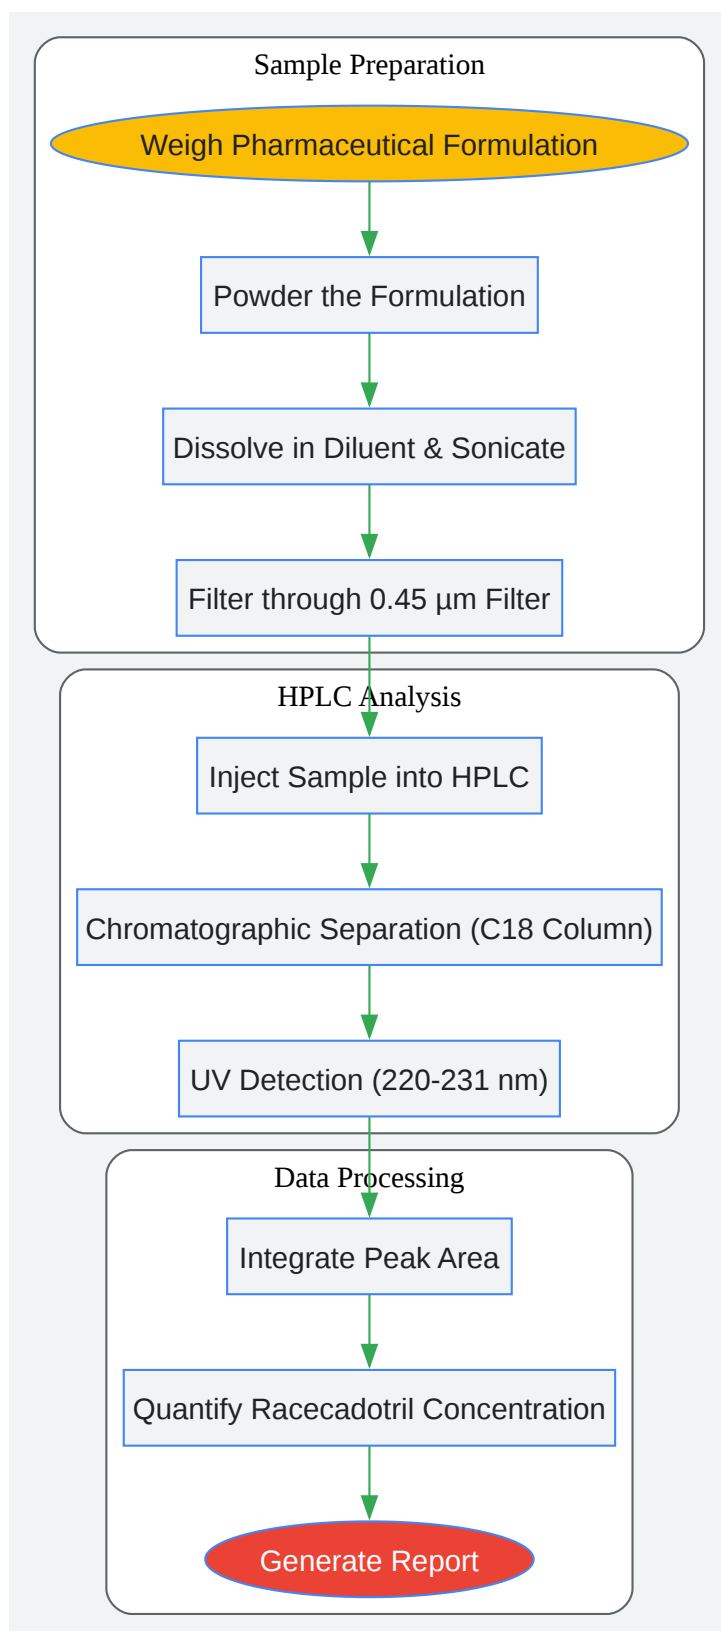 Sample Preparation
Weigh Pharmaceutical Formulation
Powder the Formulation
Dissolve in Diluent & Sonicate
Filter through 0.45 µm Filter
HPLC Analysis
Inject Sample into HPLC
Chromatographic Separation (C18 Column)
UV Detection (220-231 nm)
Data Processing
Integrate Peak Area
Quantify Racecadotril Concentration
Generate Report